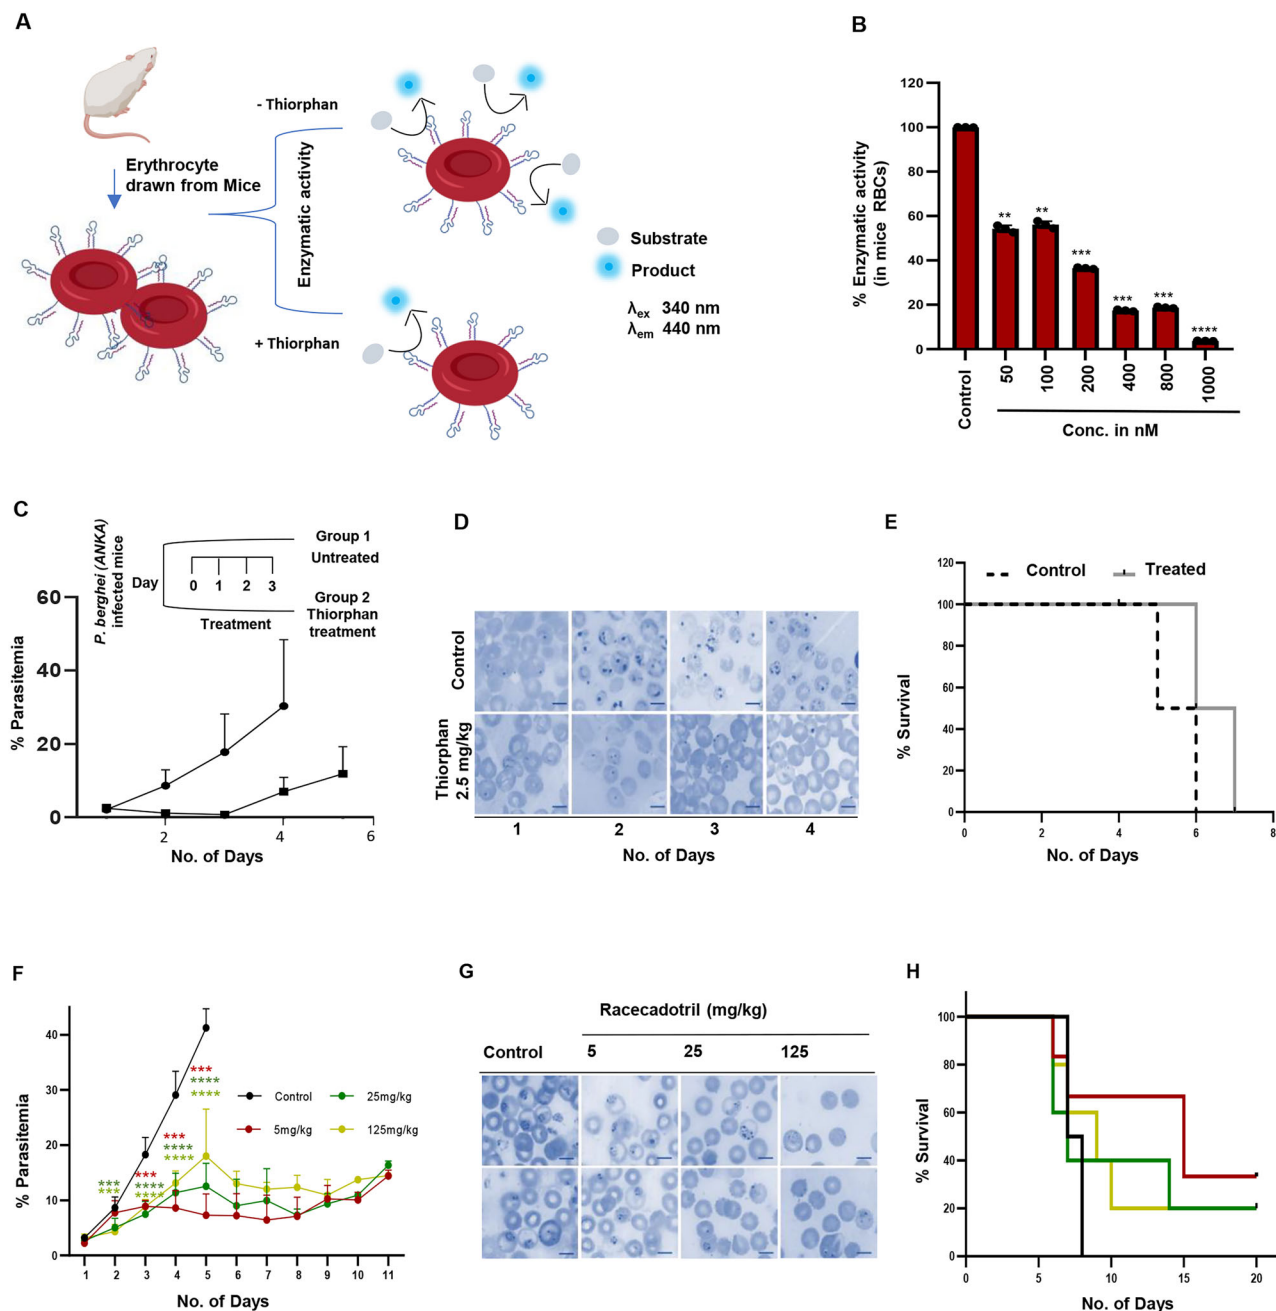 A
- Thiorphan
Erythrocyte
drawn from Mice
Enzymatic activity
Substrate
Product
λex 340 nm
λem 440 nm
+ Thiorphan
B
% Enzymatic activity
(in mice RBCs)
120
100
80
60
40
20
0
**
**
***
***
***
****
Control
50
100
200
400
800
1000
Conc. in nM
C
P. berghei (ANKA)
infected mice
Day
0 1 2 3
Group 1
Untreated
Group 2
Thiorphan
treatment
Treatment
% Parasitemia
60
40
20
0
2 4 6
No. of Days
D
Control
Thiorphan
2.5 mg/kg
1 2 3 4
No. of Days
E
Control Treated
% Survival
120
100
80
60
40
20
0
0 2 4 6 8
No. of Days
F
% Parasitemia
40
30
20
10
0
***
***
***
****
****
***
****
****
***
****
****
Control 25mg/kg
5mg/kg 125mg/kg
1 2 3 4 5 6 7 8 9 10 11
No. of Days
G
Racecadotril (mg/kg)
Control 5 25 125
H
% Survival
100
80
60
40
20
0
0 5 10 15 20
No. of Days